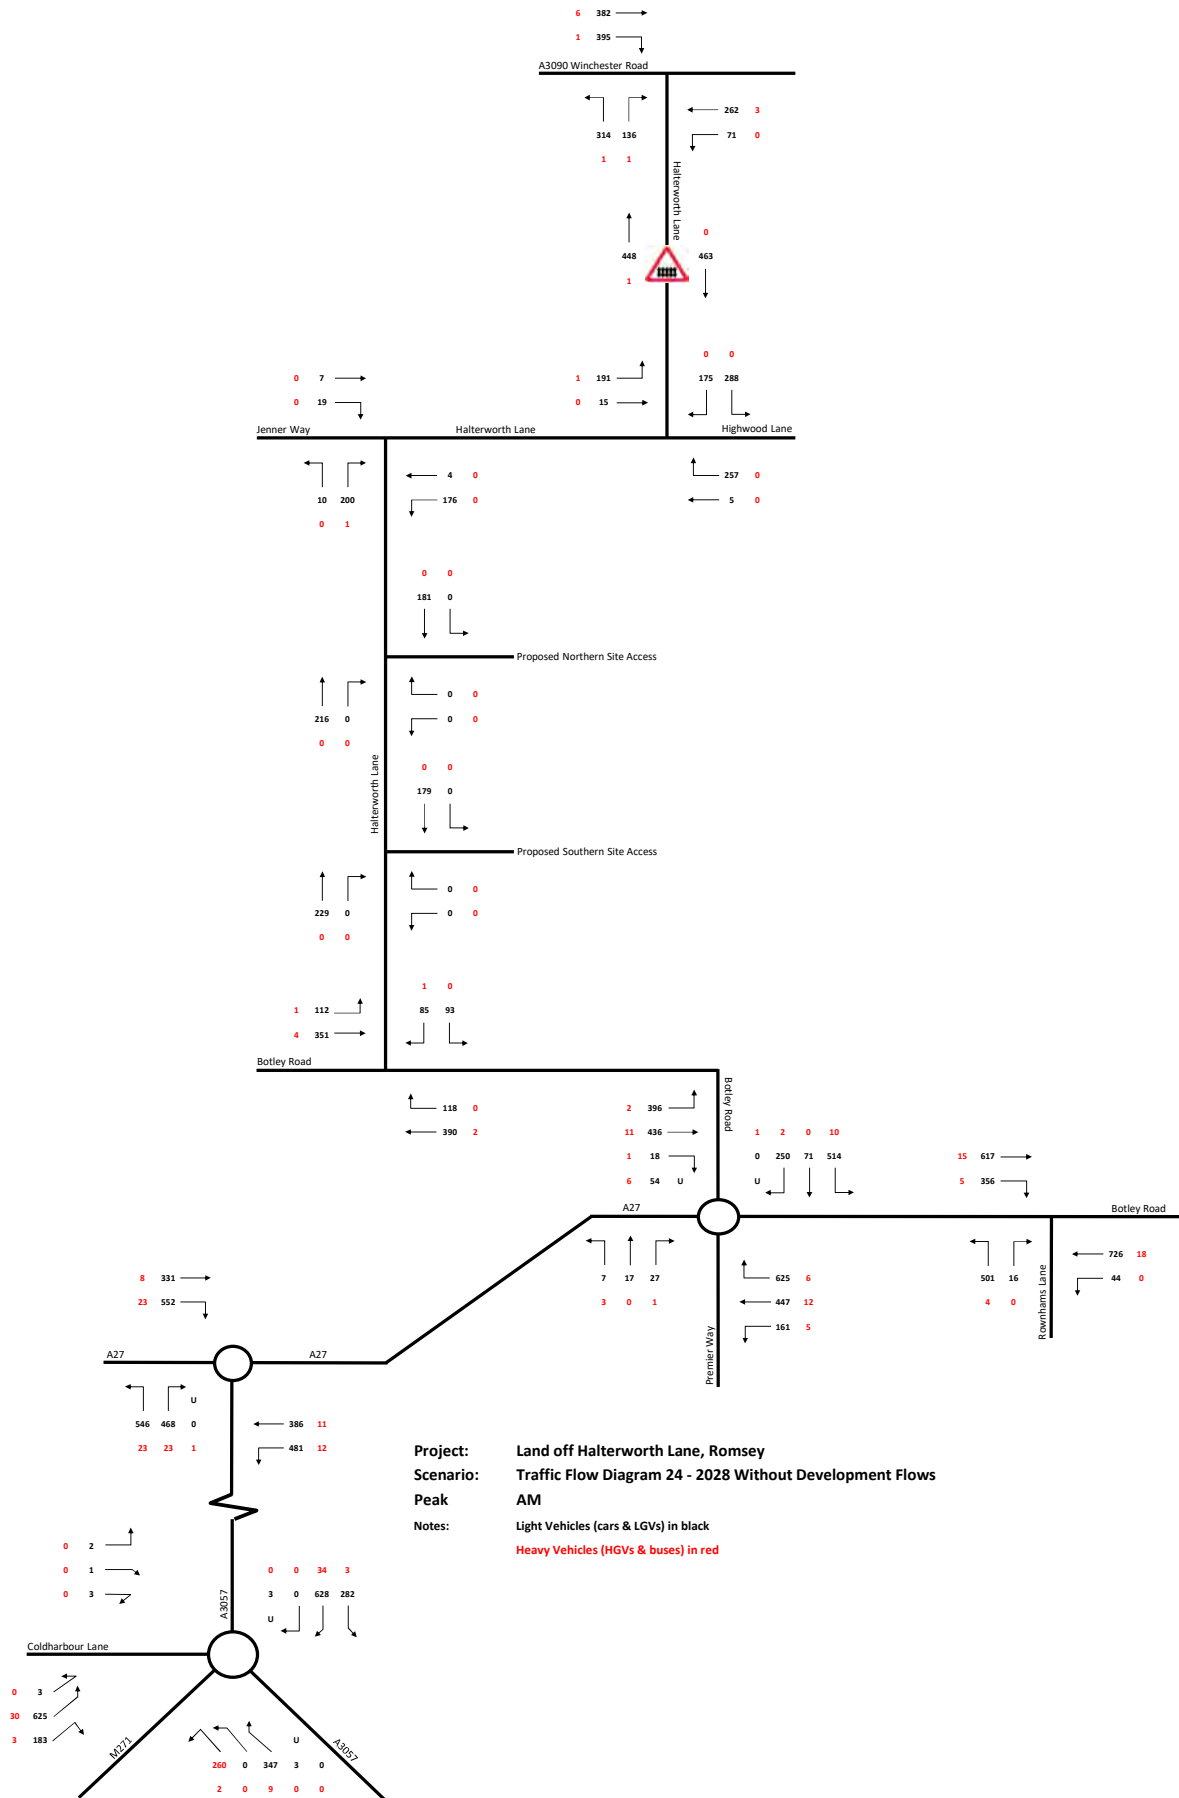 6 382
1 395
A3090 Winchester Road
262 3
314 136
71 0
1 1
Halterworth Lane
0
448
463
1
0 0
0 7
1 191
175 288
0 19
0 15
Jenner Way
Halterworth Lane
Highwood Lane
4 0
257 0
10 200
176 0
5 0
0 1
0 0
181 0
Proposed Northern Site Access
0 0
216 0
0 0
0 0
Halterworth Lane
0 0
179 0
Proposed Southern Site Access
0 0
229 0
0 0
0 0
1 0
1 112
85 93
4 351
Botley Road
Botley Road
118 0
390 2
2 396
11 436
1 18
6 54 U
1 2 0 10
0 250 71 514
U
15 617
5 356
A27
Botley Road
7 17 27
3 0 1
625 6
447 12
161 5
Premier Way
501 16
4 0
726 18
44 0
Rownhams Lane
8 331
23 552
A27
A27
U
546 468 0
23 23 1
386 11
481 12
Project: Land off Halterworth Lane, Romsey
Scenario: Traffic Flow Diagram 24 - 2028 Without Development Flows
Peak AM
Notes: Light Vehicles (cars & LGVs) in black
Heavy Vehicles (HGVs & buses) in red
0 2
0 1
0 3
A3057
0 0 34 3
3 0 628 282
U
Coldharbour Lane
0 3
30 625
3 183
M271
A3057
U
260 0 347 3 0
2 0 9 0 0